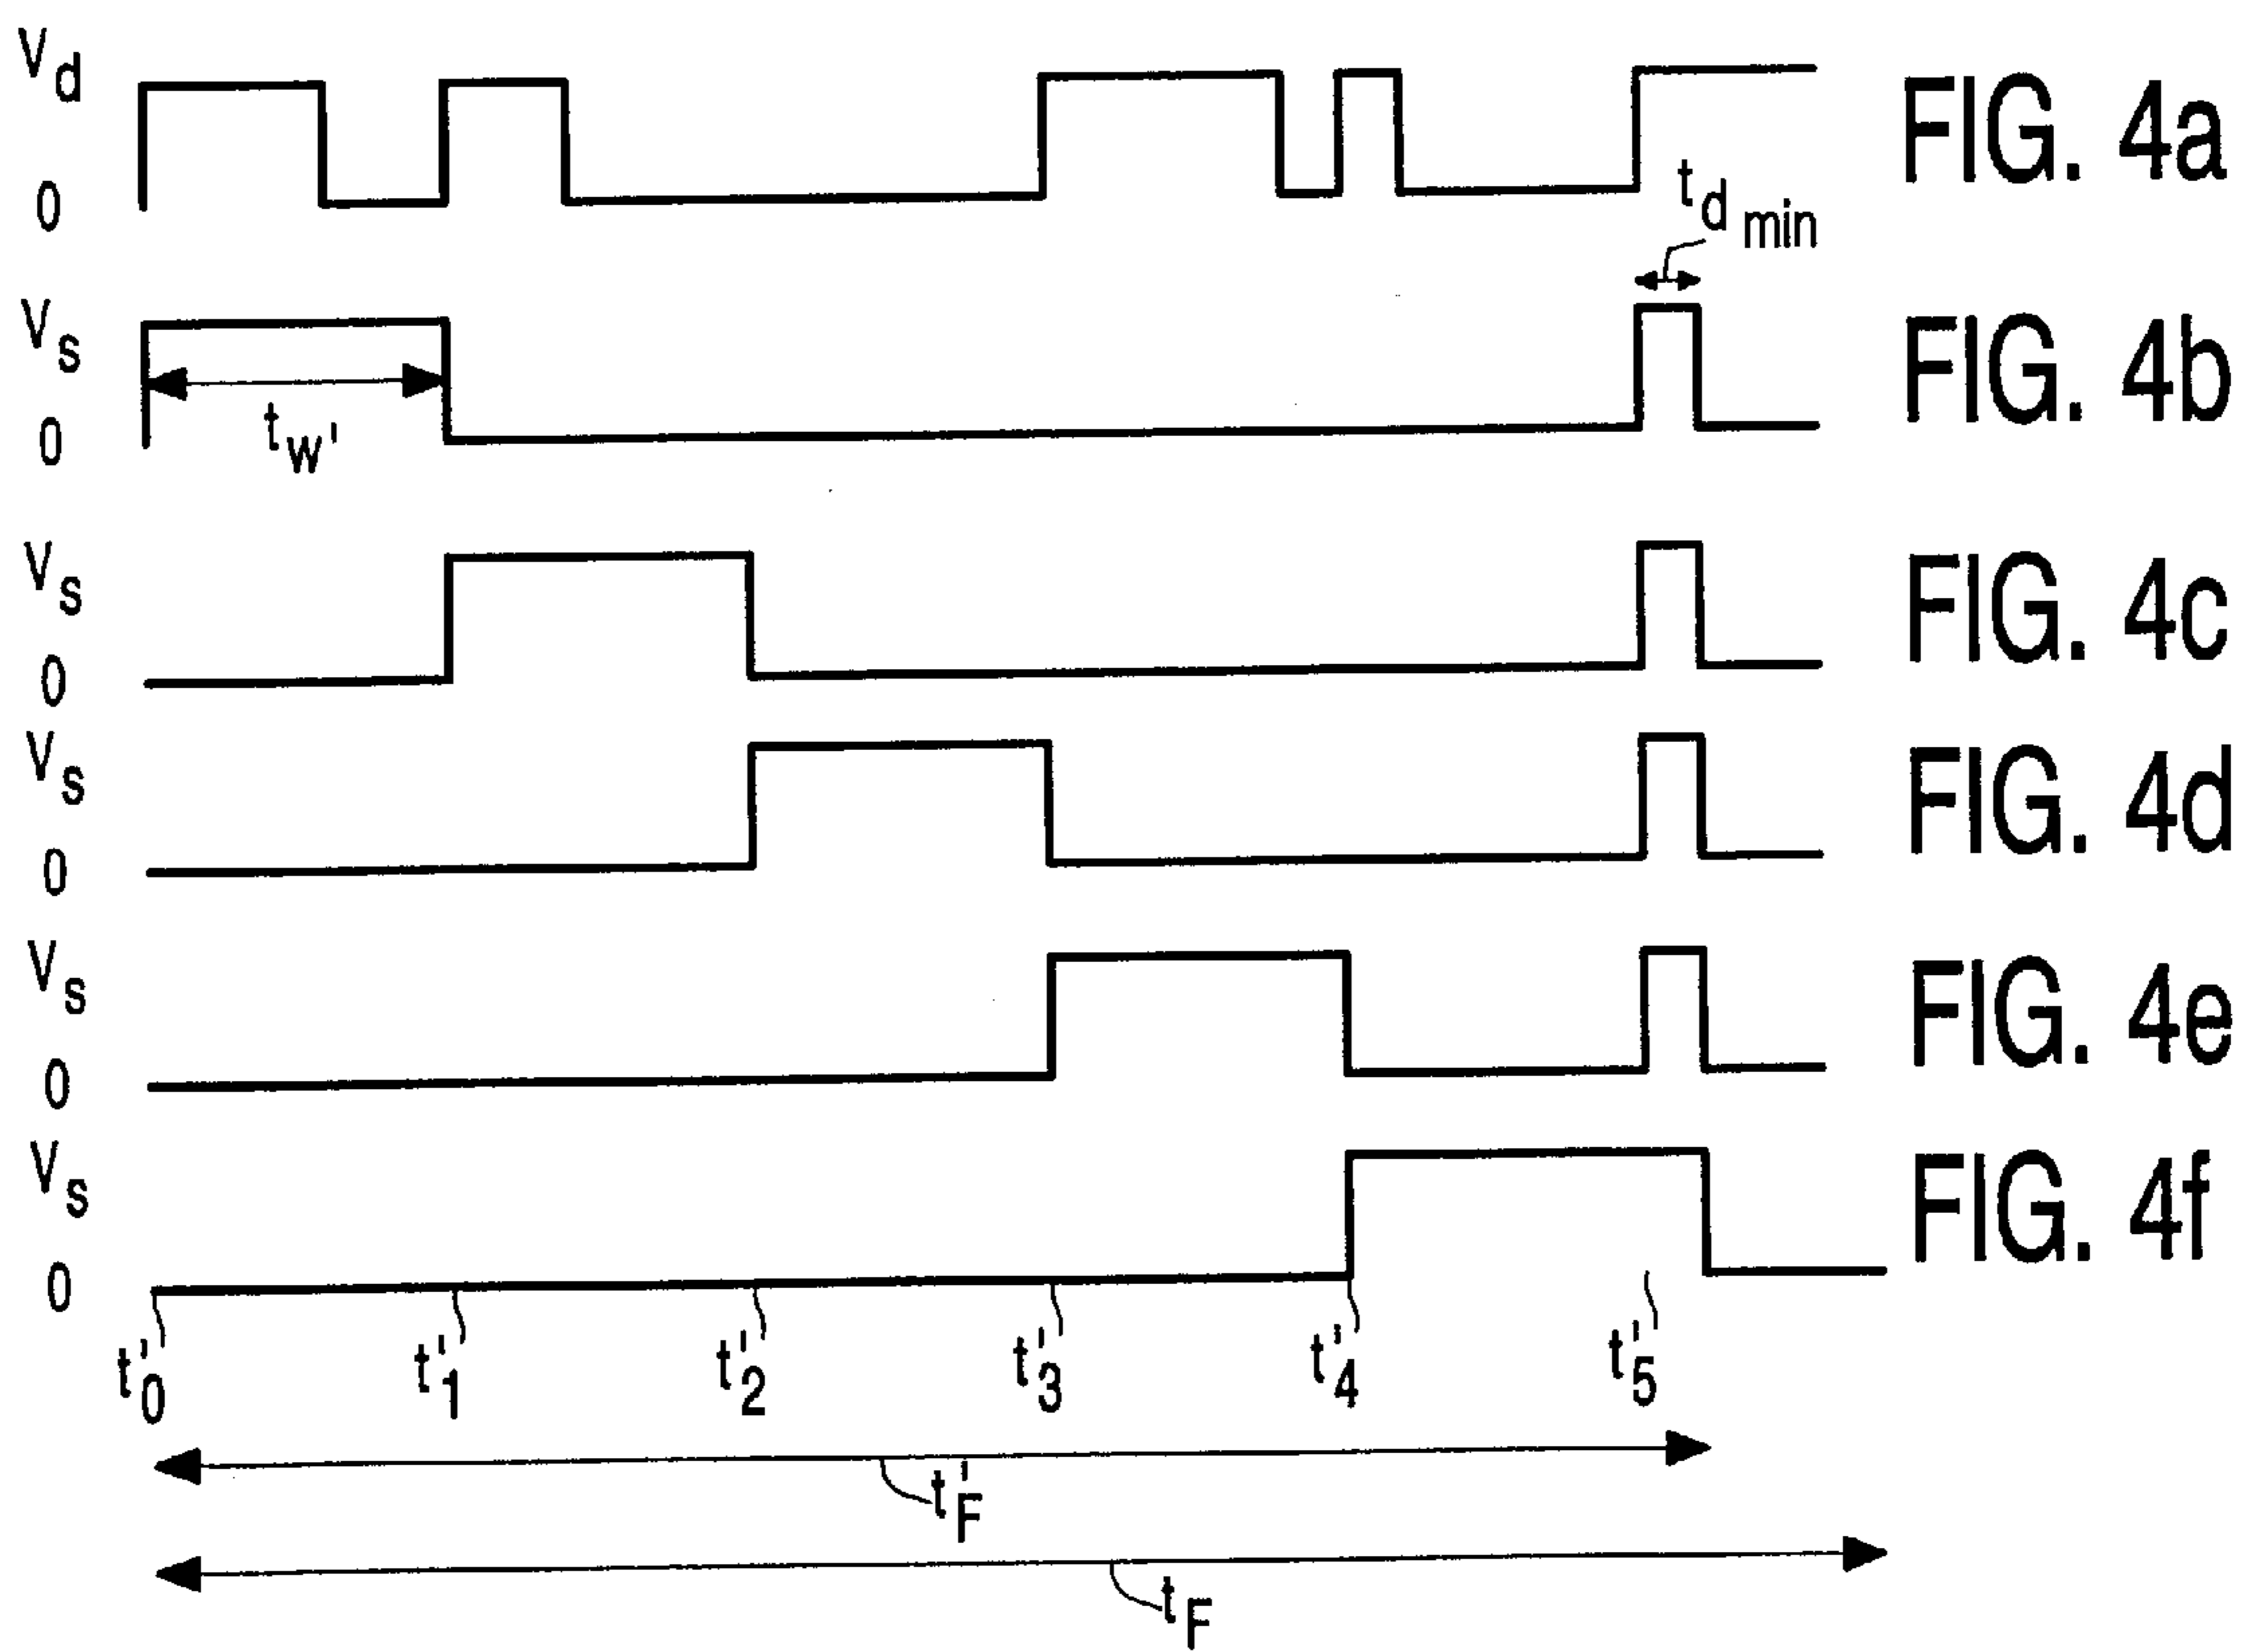 Vd
0
FIG. 4a
td min
Vs
0
tw'
FIG. 4b
Vs
0
FIG. 4c
Vs
0
FIG. 4d
Vs
0
FIG. 4e
Vs
0
FIG. 4f
t'0 t'1 t'2 t'3 t'4 t'5
t'F
tF